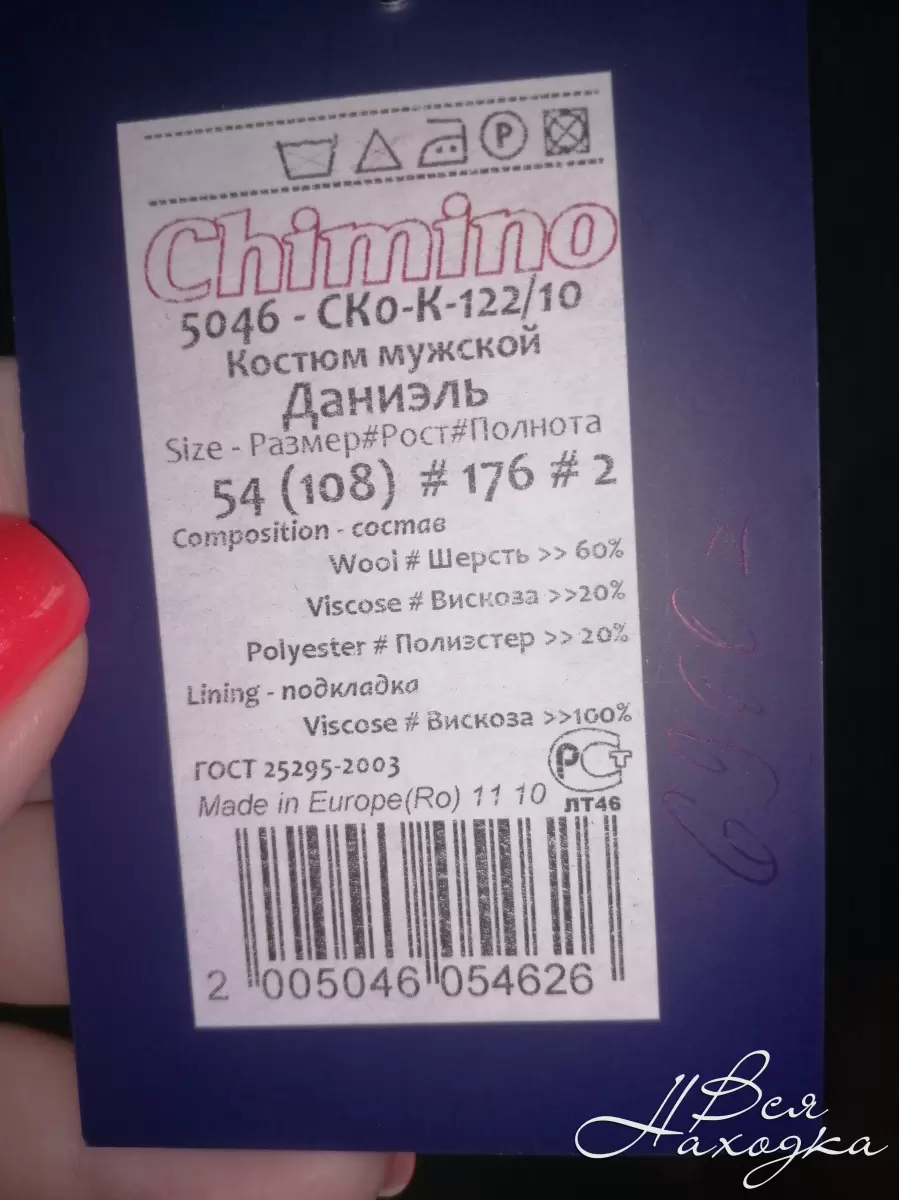 P
Chimino
5046 - СКо-К-122/10
Костюм мужской
Даниэль
Size - Размер#Рост#Полнота
54 (108) # 176 # 2
Composition - состав
Wool # Шерсть >> 60%
Viscose # Вискоза >>20%
Polyester # Полиэстер >> 20%
Lining - подкладка
Viscose # Вискоза >>100%
ГОСТ 25295-2003
Made in Europe(Ro) 11 10
ЛТ46
2 005046 054626
Вся
Находка